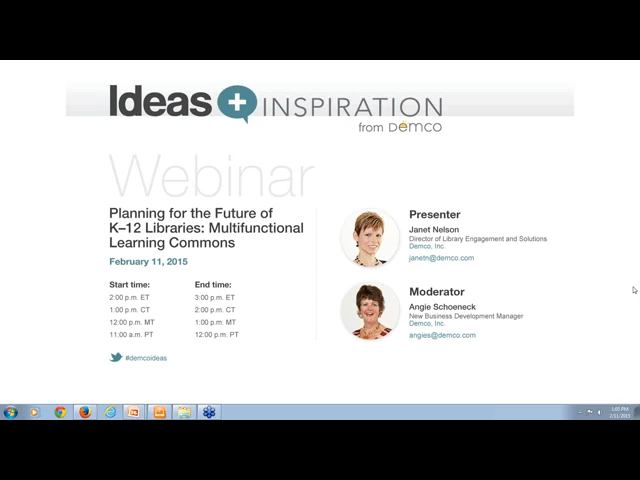 Ideas + INSPIRATION
from Demco
Webinar
Planning for the Future of
K–12 Libraries: Multifunctional
Learning Commons
February 11, 2015
Start time:
2:00 p.m. ET
1:00 p.m. CT
12:00 p.m. MT
11:00 a.m. PT
End time:
3:00 p.m. ET
2:00 p.m. CT
1:00 p.m. MT
12:00 p.m. PT
#demcoideas
Presenter
Janet Nelson
Director of Library Engagement and Solutions
Demco, Inc.
janetn@demco.com
Moderator
Angie Schoeneck
New Business Development Manager
Demco, Inc.
angies@demco.com
2/11/2015